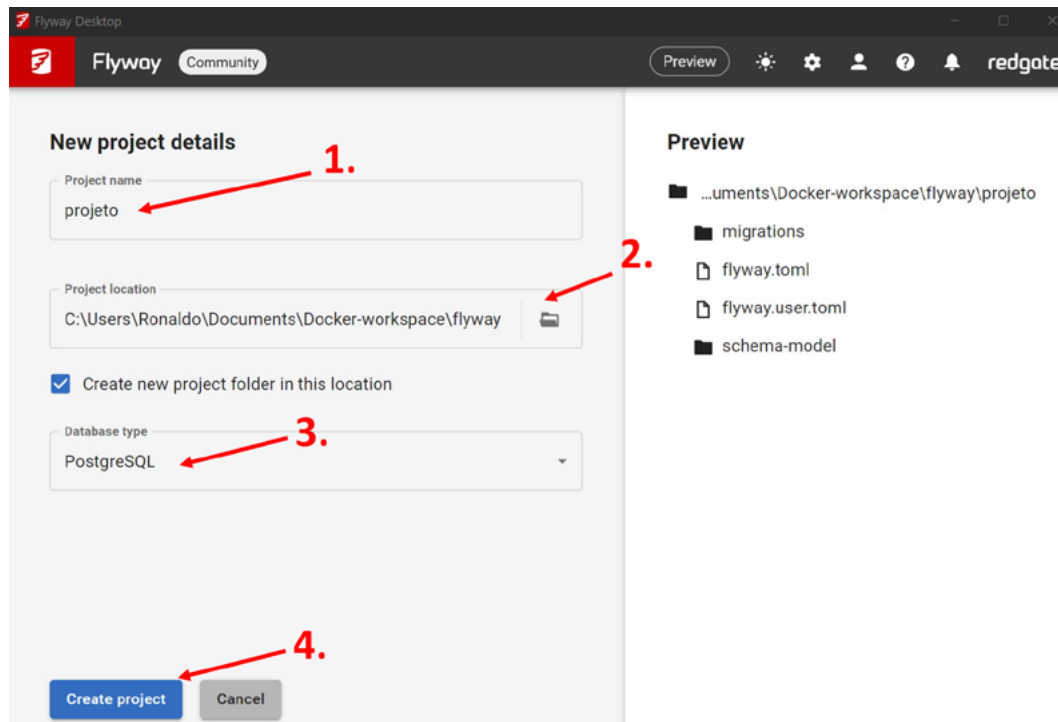 Flyway Desktop
Flyway Community Preview redgate
New project details
1.
Project name
projeto
2.
Project location
C:\Users\Ronaldo\Documents\Docker-workspace\flyway
Create new project folder in this location
3.
Database type
PostgreSQL
4.
Create project Cancel
Preview
...uments\Docker-workspace\flyway\projeto
migrations
flyway.toml
flyway.user.toml
schema-model